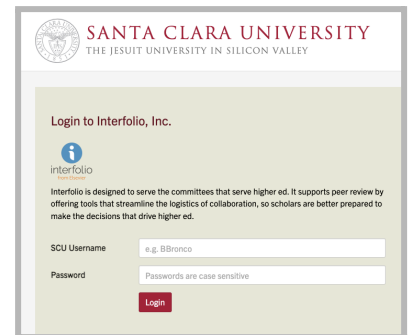 SANTA CLARA UNIVERSITY
THE JESUIT UNIVERSITY IN SILICON VALLEY
Login to Interfolio, Inc.
interfolio
From Elsevier
Interfolio is designed to serve the committees that serve higher ed. It supports peer review by
offering tools that streamline the logistics of collaboration, so scholars are better prepared to
make the decisions that drive higher ed.
SCU Username e.g. BBronco
Password Passwords are case sensitive
Login